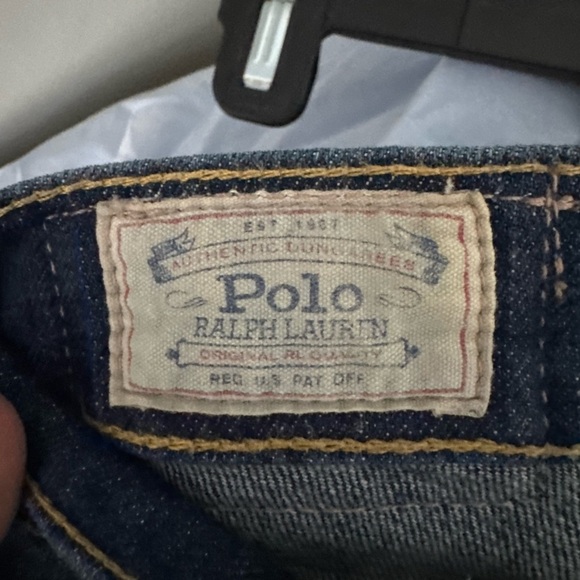 EST. 1967
AUTHENTIC DUNGAREES
Polo
RALPH LAUREN
ORIGINAL RL QUALITY
REG. U.S. PAT. OFF.